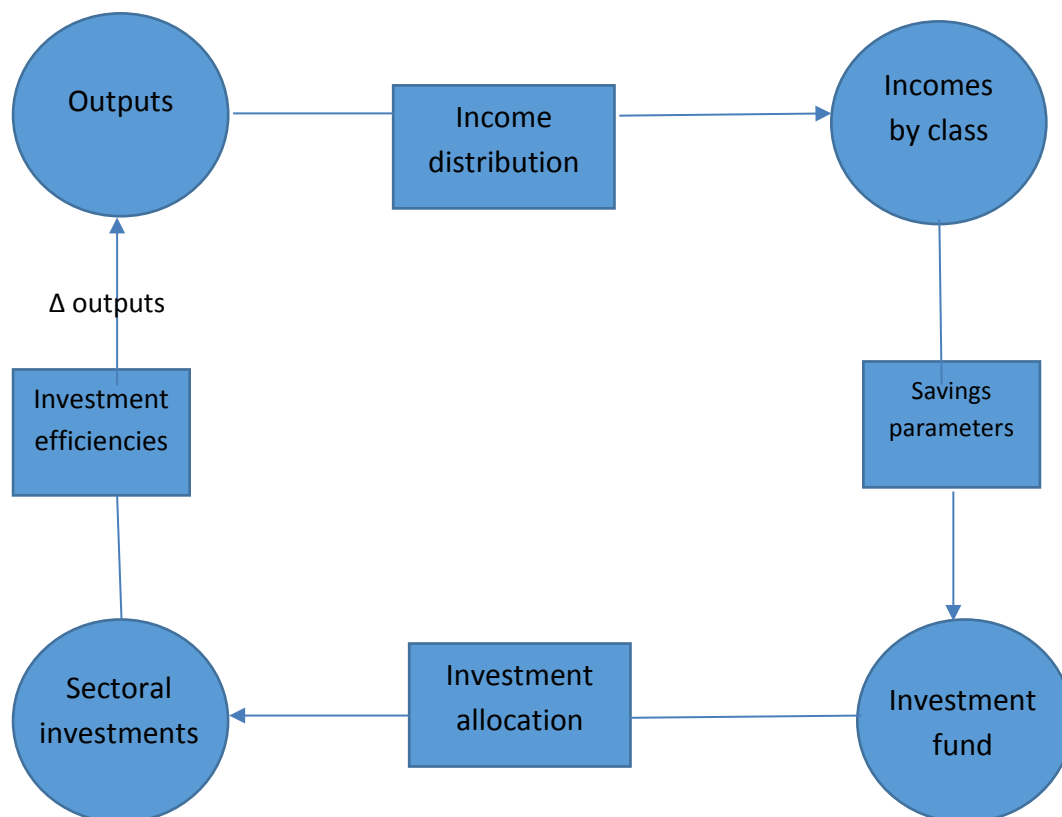 Outputs
Income
distribution
Incomes
by class
Δ outputs
Investment
efficiencies
Savings
parameters
Sectoral
investments
Investment
allocation
Investment
fund